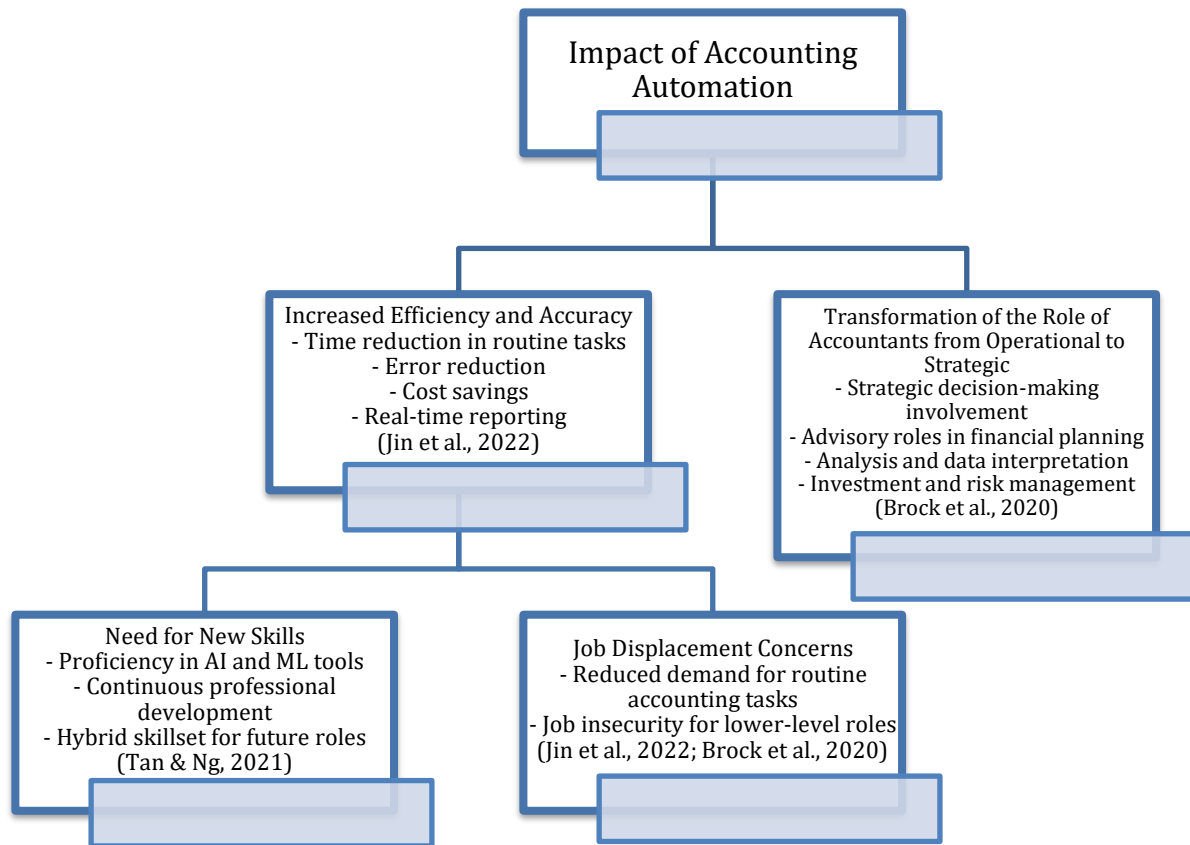 Impact of Accounting
Automation
Increased Efficiency and Accuracy
- Time reduction in routine tasks
- Error reduction
- Cost savings
- Real-time reporting
(Jin et al., 2022)
Transformation of the Role of
Accountants from Operational to
Strategic
- Strategic decision-making
involvement
- Advisory roles in financial planning
- Analysis and data interpretation
- Investment and risk management
(Brock et al., 2020)
Need for New Skills
- Proficiency in AI and ML tools
- Continuous professional
development
- Hybrid skillset for future roles
(Tan & Ng, 2021)
Job Displacement Concerns
- Reduced demand for routine
accounting tasks
- Job insecurity for lower-level roles
(Jin et al., 2022; Brock et al., 2020)